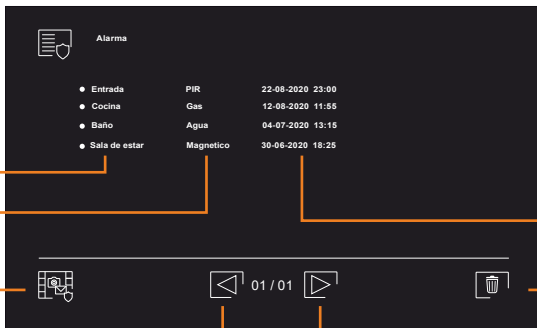 Alarma
Entrada PIR 22-08-2020 23:00
Cocina Gas 12-08-2020 11:55
Baño Agua 04-07-2020 13:15
Sala de estar Magnetico 30-06-2020 18:25
01 / 01